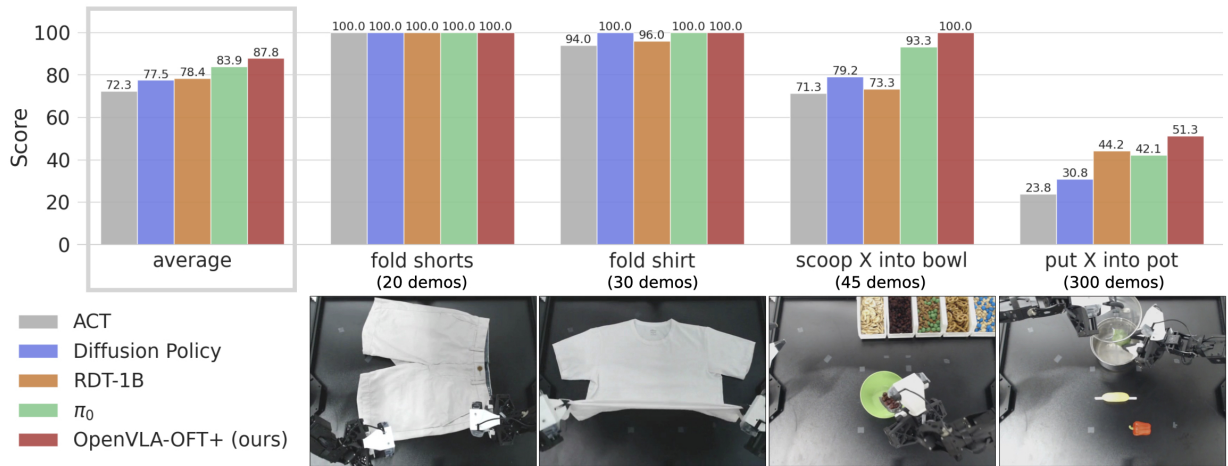 Score
100
80
60
40
20
0
72.3 77.5 78.4 83.9 87.8
average
100.0 100.0 100.0 100.0 100.0
fold shorts
(20 demos)
94.0 100.0 96.0 100.0 100.0
fold shirt
(30 demos)
71.3 79.2 73.3 93.3 100.0
scoop X into bowl
(45 demos)
23.8 30.8 44.2 42.1 51.3
put X into pot
(300 demos)
ACT
Diffusion Policy
RDT-1B
π₀
OpenVLA-OFT+ (ours)